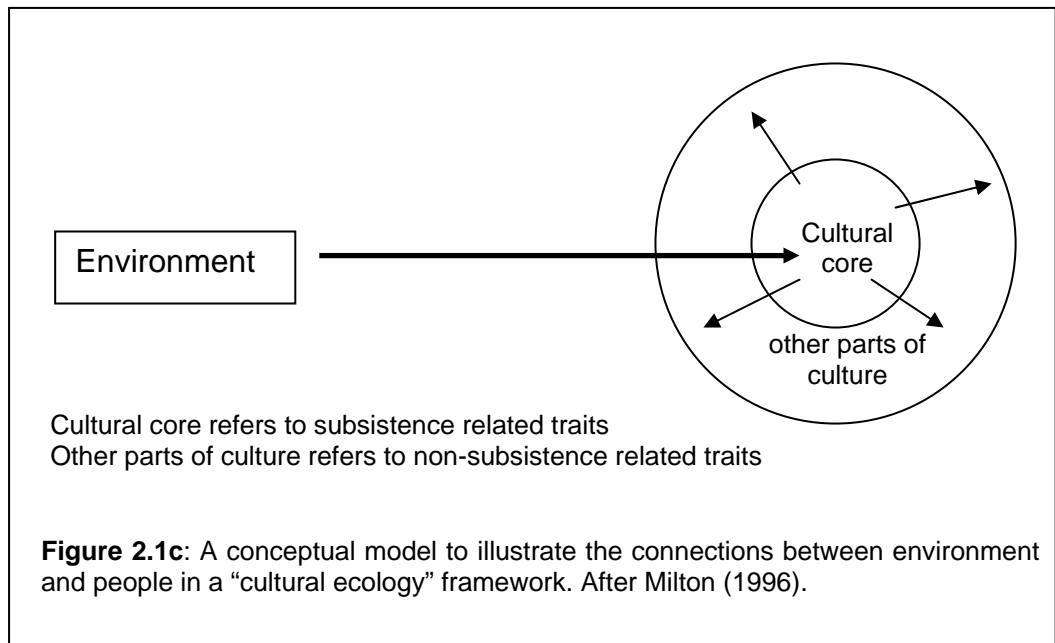 Environment
Cultural
core
other parts of
culture
Cultural core refers to subsistence related traits
Other parts of culture refers to non-subsistence related traits
Figure 2.1c: A conceptual model to illustrate the connections between environment
and people in a “cultural ecology” framework. After Milton (1996).